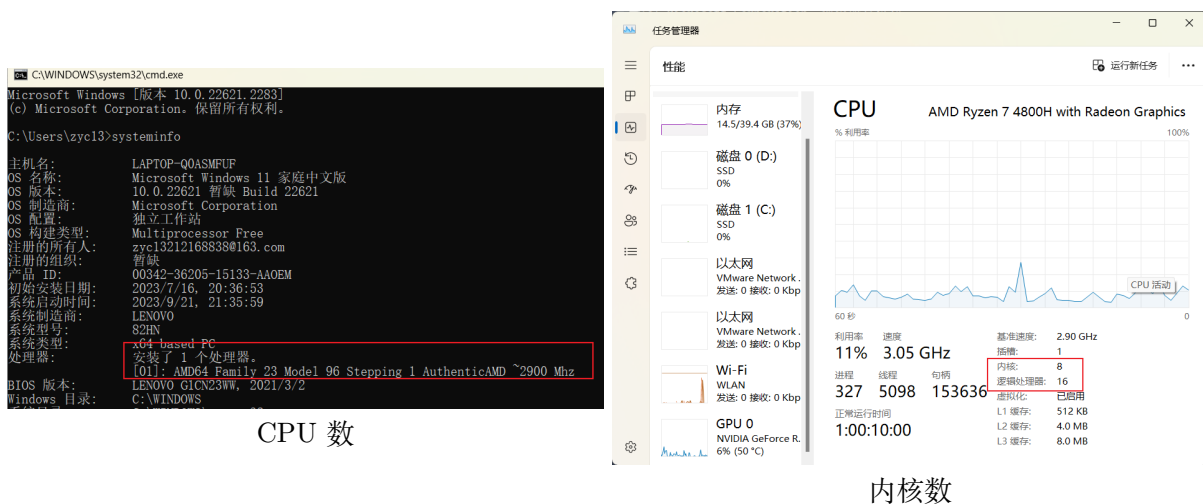 C:\WINDOWS\system32\cmd.exe
Microsoft Windows [版本 10.0.22621.2283]
(c) Microsoft Corporation。保留所有权利。
C:\Users\zyc13>systeminfo
主机名: LAPTOP-Q0ASMFUF
OS 名称: Microsoft Windows 11 家庭中文版
OS 版本: 10.0.22621 暂缺 Build 22621
OS 制造商: Microsoft Corporation
OS 配置: 独立工作站
OS 构建类型: Multiprocessor Free
注册的所有人: zyc13212168838@163.com
注册的组织: 暂缺
产品 ID: 00342-36205-15133-AAOEM
初始安装日期: 2023/7/16, 20:36:53
系统启动时间: 2023/9/21, 21:35:59
系统制造商: LENOVO
系统型号: 82HN
系统类型: x64-based PC
处理器: 安装了 1 个处理器。
[01]: AMD64 Family 23 Model 96 Stepping 1 AuthenticAMD ~2900 Mhz
BIOS 版本: LENOVO G1CN23WW, 2021/3/2
Windows 目录: C:\WINDOWS
CPU 数
任务管理器
性能
运行新任务
内存
14.5/39.4 GB (37%)
磁盘 0 (D:)
SSD
0%
磁盘 1 (C:)
SSD
0%
以太网
VMware Network .
发送: 0 接收: 0 Kbp
以太网
VMware Network .
发送: 0 接收: 0 Kbp
Wi-Fi
WLAN
发送: 0 接收: 0 Kbp
GPU 0
NVIDIA GeForce R.
6% (50 °C)
CPU AMD Ryzen 7 4800H with Radeon Graphics
% 利用率 100%
CPU 活动
60 秒 0
利用率 速度
11% 3.05 GHz
进程 线程 句柄
327 5098 153636
正常运行时间
1:00:10:00
基准速度: 2.90 GHz
插槽: 1
内核: 8
逻辑处理器: 16
虚拟化: 已启用
L1 缓存: 512 KB
L2 缓存: 4.0 MB
L3 缓存: 8.0 MB
内核数